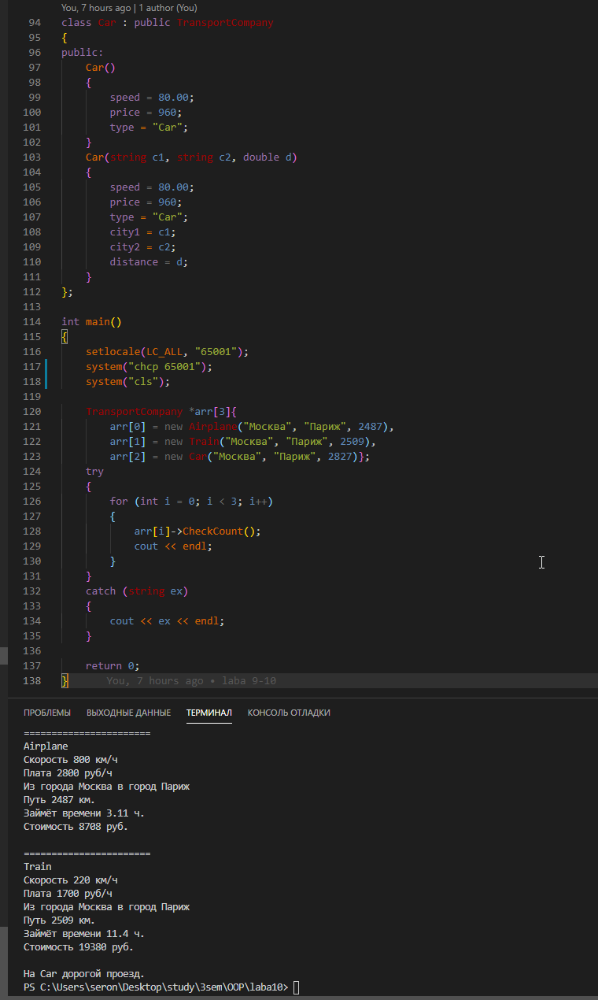 You, 7 hours ago | 1 author (You)
94 class Car : public TransportCompany
95 {
96 public:
97 Car()
98 {
99 speed = 80.00;
100 price = 960;
101 type = "Car";
102 }
103 Car(string c1, string c2, double d)
104 {
105 speed = 80.00;
106 price = 960;
107 type = "Car";
108 city1 = c1;
109 city2 = c2;
110 distance = d;
111 }
112 };
113
114 int main()
115 {
116 setlocale(LC_ALL, "65001");
117 system("chcp 65001");
118 system("cls");
119
120 TransportCompany *arr[3]{
121 arr[0] = new Airplane("Москва", "Париж", 2487),
122 arr[1] = new Train("Москва", "Париж", 2509),
123 arr[2] = new Car("Москва", "Париж", 2827)};
124 try
125 {
126 for (int i = 0; i < 3; i++)
127 {
128 arr[i]->CheckCount();
129 cout << endl;
130 }
131 }
132 catch (string ex)
133 {
134 cout << ex << endl;
135 }
136
137 return 0;
138 } You, 7 hours ago • laba 9-10
ПРОБЛЕМЫ ВЫХОДНЫЕ ДАННЫЕ ТЕРМИНАЛ КОНСОЛЬ ОТЛАДКИ
=======================
Airplane
Скорость 800 км/ч
Плата 2800 руб/ч
Из города Москва в город Париж
Путь 2487 км.
Займёт времени 3.11 ч.
Стоимость 8708 руб.
=======================
Train
Скорость 220 км/ч
Плата 1700 руб/ч
Из города Москва в город Париж
Путь 2509 км.
Займёт времени 11.4 ч.
Стоимость 19380 руб.
На Car дорогой проезд.
PS C:\Users\seron\Desktop\study\3sem\OOP\laba10>